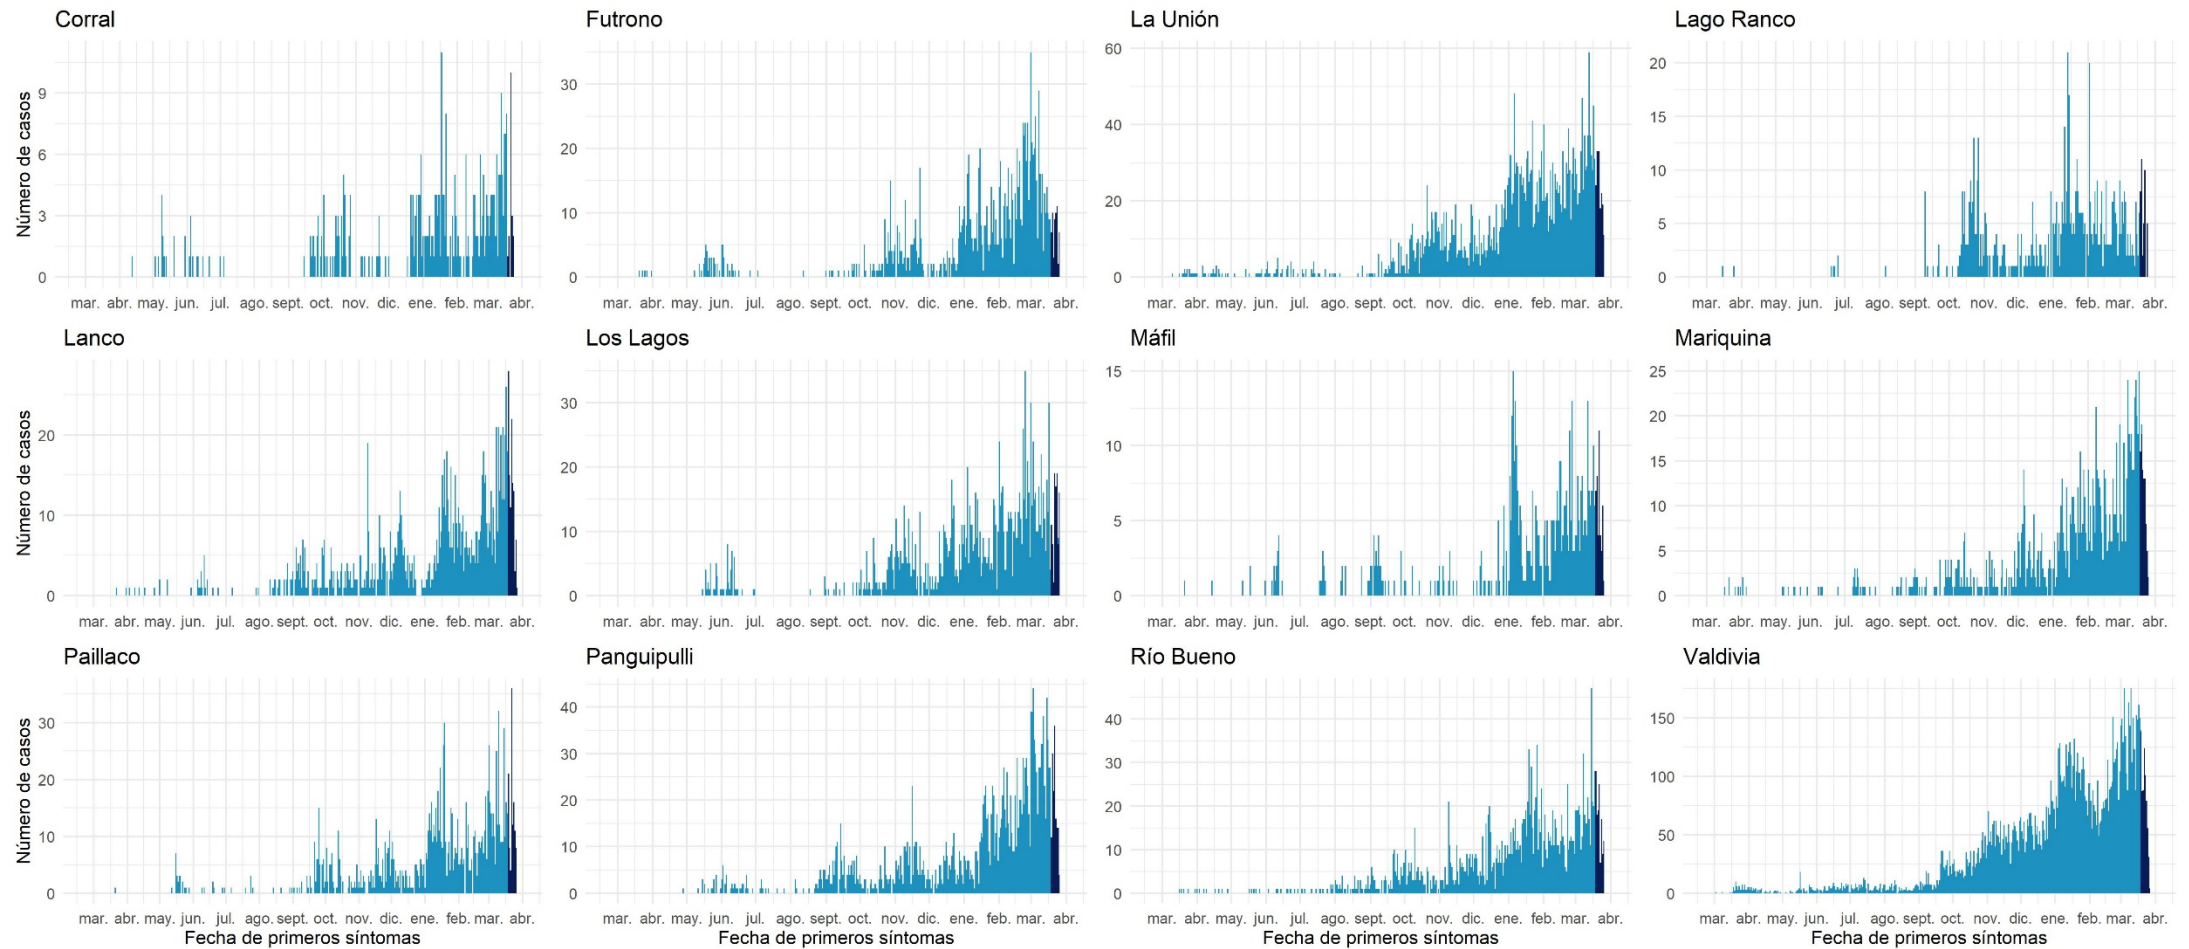 Corral
Futrono
La Unión
Lago Ranco
Número de casos
9
6
3
0
30
20
10
0
60
40
20
0
20
15
10
5
0
mar. abr. may. jun. jul. ago. sept. oct. nov. dic. ene. feb. mar. abr.
mar. abr. may. jun. jul. ago. sept. oct. nov. dic. ene. feb. mar. abr.
mar. abr. may. jun. jul. ago. sept. oct. nov. dic. ene. feb. mar. abr.
mar. abr. may. jun. jul. ago. sept. oct. nov. dic. ene. feb. mar. abr.
Lanco
Los Lagos
Máfil
Mariquina
Número de casos
20
10
0
30
20
10
0
15
10
5
0
25
20
15
10
5
0
mar. abr. may. jun. jul. ago. sept. oct. nov. dic. ene. feb. mar. abr.
mar. abr. may. jun. jul. ago. sept. oct. nov. dic. ene. feb. mar. abr.
mar. abr. may. jun. jul. ago. sept. oct. nov. dic. ene. feb. mar. abr.
mar. abr. may. jun. jul. ago. sept. oct. nov. dic. ene. feb. mar. abr.
Paillaco
Panguipulli
Río Bueno
Valdivia
Número de casos
30
20
10
0
40
30
20
10
0
40
30
20
10
0
150
100
50
0
mar. abr. may. jun. jul. ago. sept. oct. nov. dic. ene. feb. mar. abr.
mar. abr. may. jun. jul. ago. sept. oct. nov. dic. ene. feb. mar. abr.
mar. abr. may. jun. jul. ago. sept. oct. nov. dic. ene. feb. mar. abr.
mar. abr. may. jun. jul. ago. sept. oct. nov. dic. ene. feb. mar. abr.
Fecha de primeros síntomas
Fecha de primeros síntomas
Fecha de primeros síntomas
Fecha de primeros síntomas